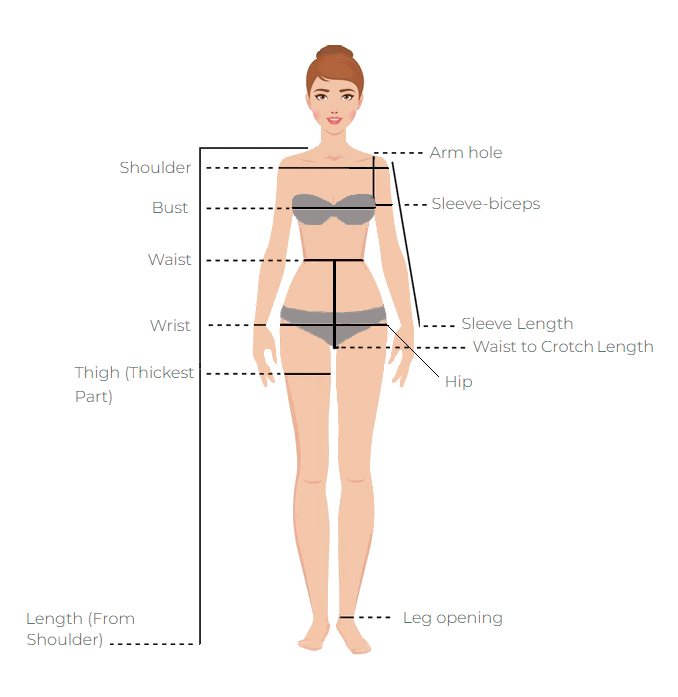 Arm hole
Shoulder
Sleeve-biceps
Bust
Waist
Wrist
Sleeve Length
Waist to Crotch Length
Thigh (Thickest
Part)
Hip
Length (From
Shoulder)
Leg opening